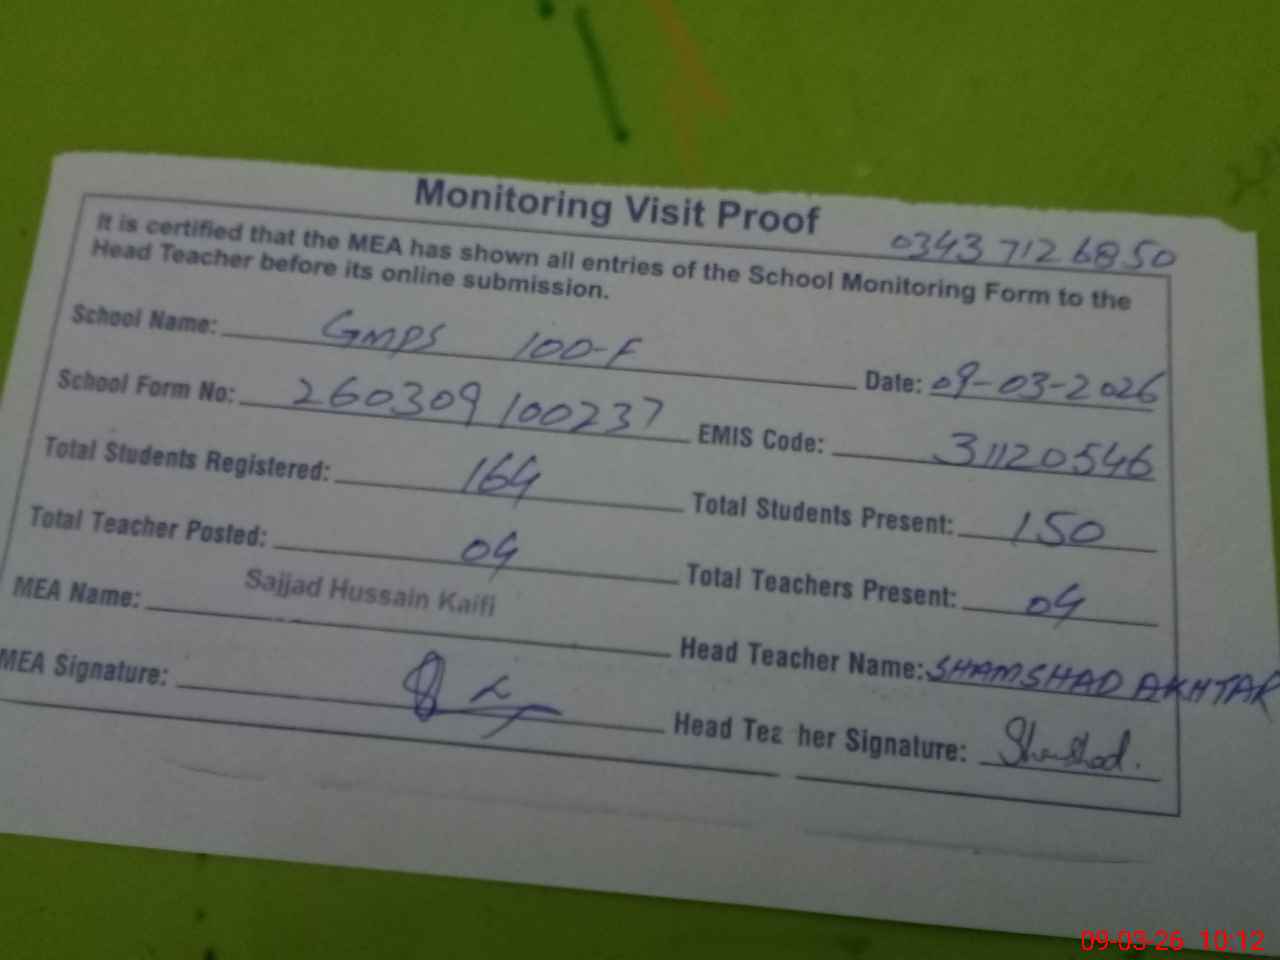 Monitoring Visit Proof
0343 712 6850
It is certified that the MEA has shown all entries of the School Monitoring Form to the
Head Teacher before its online submission.
School Name: GMPS 100-F Date: 09-03-2026
School Form No: 260309100237 EMIS Code: 31120546
Total Students Registered: 164 Total Students Present: 150
Total Teacher Posted: 04 Total Teachers Present: 04
MEA Name: Sajjad Hussain Kaifi Head Teacher Name: SHAMSHAD AKHTAR
MEA Signature: Head Teacher Signature: Shamshad.
09-03-26 10:12